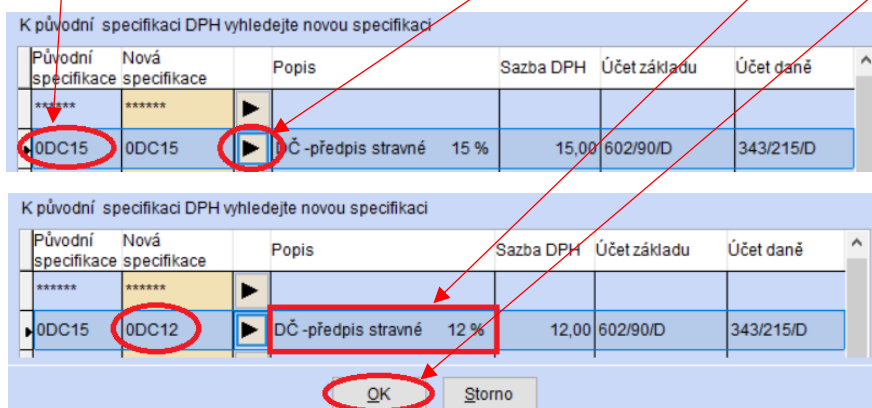 K původní specifikaci DPH vyhledejte novou specifikaci
Původní specifikace Nová specifikace Popis Sazba DPH Účet základu Účet daně
****** ******
0DC15 0DC15 DČ -předpis stravné 15 % 15,00 602/90/D 343/215/D
K původní specifikaci DPH vyhledejte novou specifikaci
Původní specifikace Nová specifikace Popis Sazba DPH Účet základu Účet daně
****** ******
0DC15 0DC12 DČ -předpis stravné 12 % 12,00 602/90/D 343/215/D
OK Storno